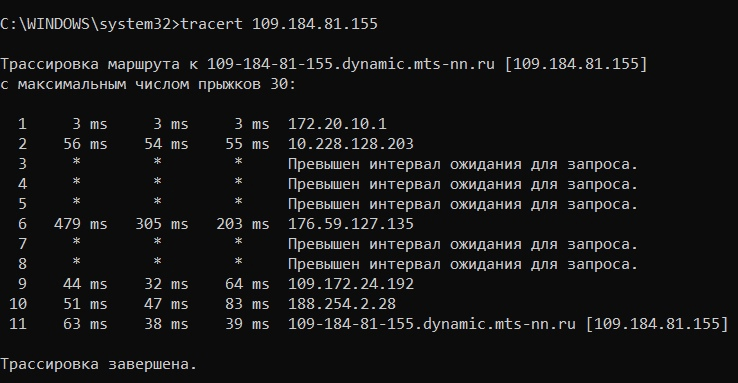 C:\WINDOWS\system32>tracert 109.184.81.155
Трассировка маршрута к 109-184-81-155.dynamic.mts-nn.ru [109.184.81.155]
с максимальным числом прыжков 30:
1 3 ms 3 ms 3 ms 172.20.10.1
2 56 ms 54 ms 55 ms 10.228.128.203
3 * * * Превышен интервал ожидания для запроса.
4 * * * Превышен интервал ожидания для запроса.
5 * * * Превышен интервал ожидания для запроса.
6 479 ms 305 ms 203 ms 176.59.127.135
7 * * * Превышен интервал ожидания для запроса.
8 * * * Превышен интервал ожидания для запроса.
9 44 ms 32 ms 64 ms 109.172.24.192
10 51 ms 47 ms 83 ms 188.254.2.28
11 63 ms 38 ms 39 ms 109-184-81-155.dynamic.mts-nn.ru [109.184.81.155]
Трассировка завершена.